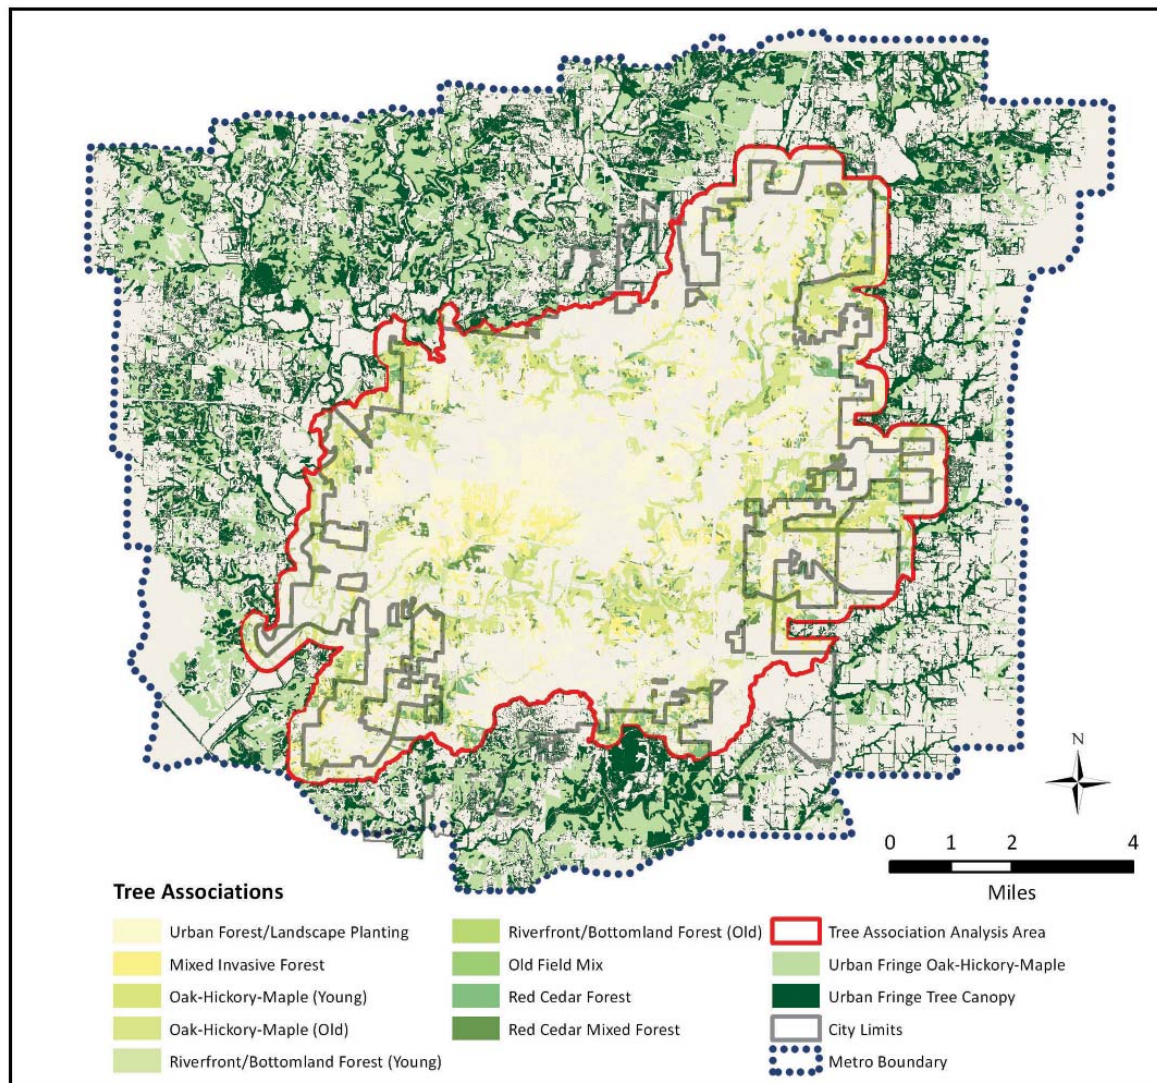 N
0 1 2 4
Miles
Tree Associations
Urban Forest/Landscape Planting
Mixed Invasive Forest
Oak-Hickory-Maple (Young)
Oak-Hickory-Maple (Old)
Riverfront/Bottomland Forest (Young)
Riverfront/Bottomland Forest (Old)
Old Field Mix
Red Cedar Forest
Red Cedar Mixed Forest
Tree Association Analysis Area
Urban Fringe Oak-Hickory-Maple
Urban Fringe Tree Canopy
City Limits
Metro Boundary